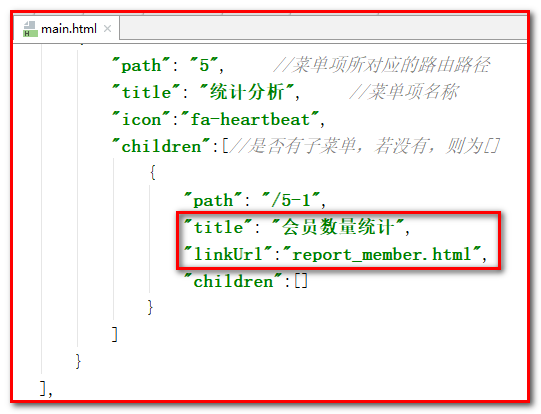 main.html
"path": "5",    //菜单项所对应的路由路径
"title": "统计分析",    //菜单项名称
"icon":"fa-heartbeat",
"children":[//是否有子菜单，若没有，则为[]
{
"path": "/5-1",
"title": "会员数量统计",
"linkUrl":"report_member.html",
"children":[]
}
]
}
],